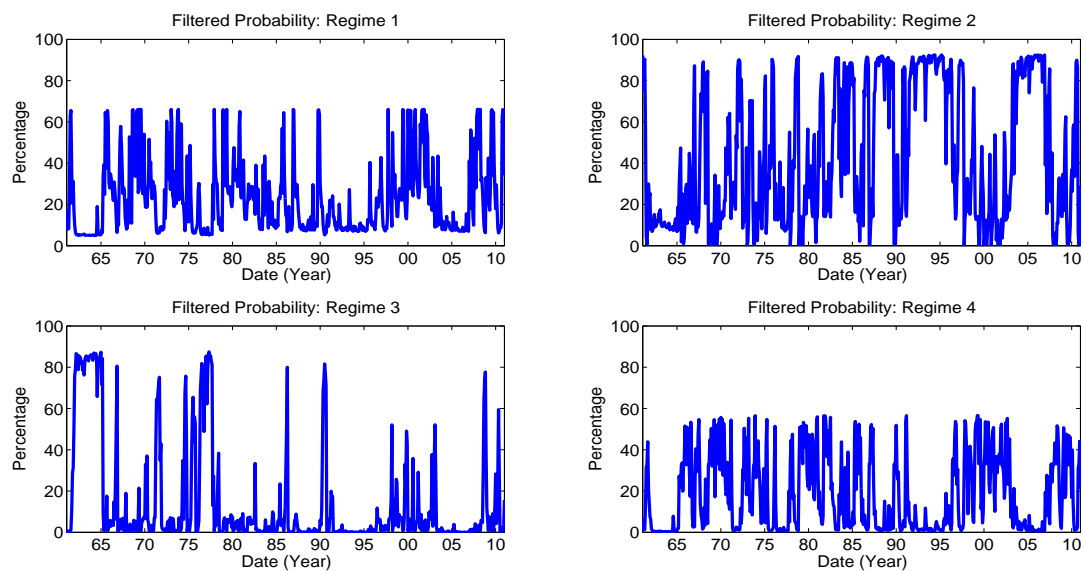 Filtered Probability: Regime 1
100
80
60
40
20
0
Percentage
65 70 75 80 85 90 95 00 05 10
Date (Year)
Filtered Probability: Regime 2
100
80
60
40
20
0
Percentage
65 70 75 80 85 90 95 00 05 10
Date (Year)
Filtered Probability: Regime 3
100
80
60
40
20
0
Percentage
65 70 75 80 85 90 95 00 05 10
Date (Year)
Filtered Probability: Regime 4
100
80
60
40
20
0
Percentage
65 70 75 80 85 90 95 00 05 10
Date (Year)